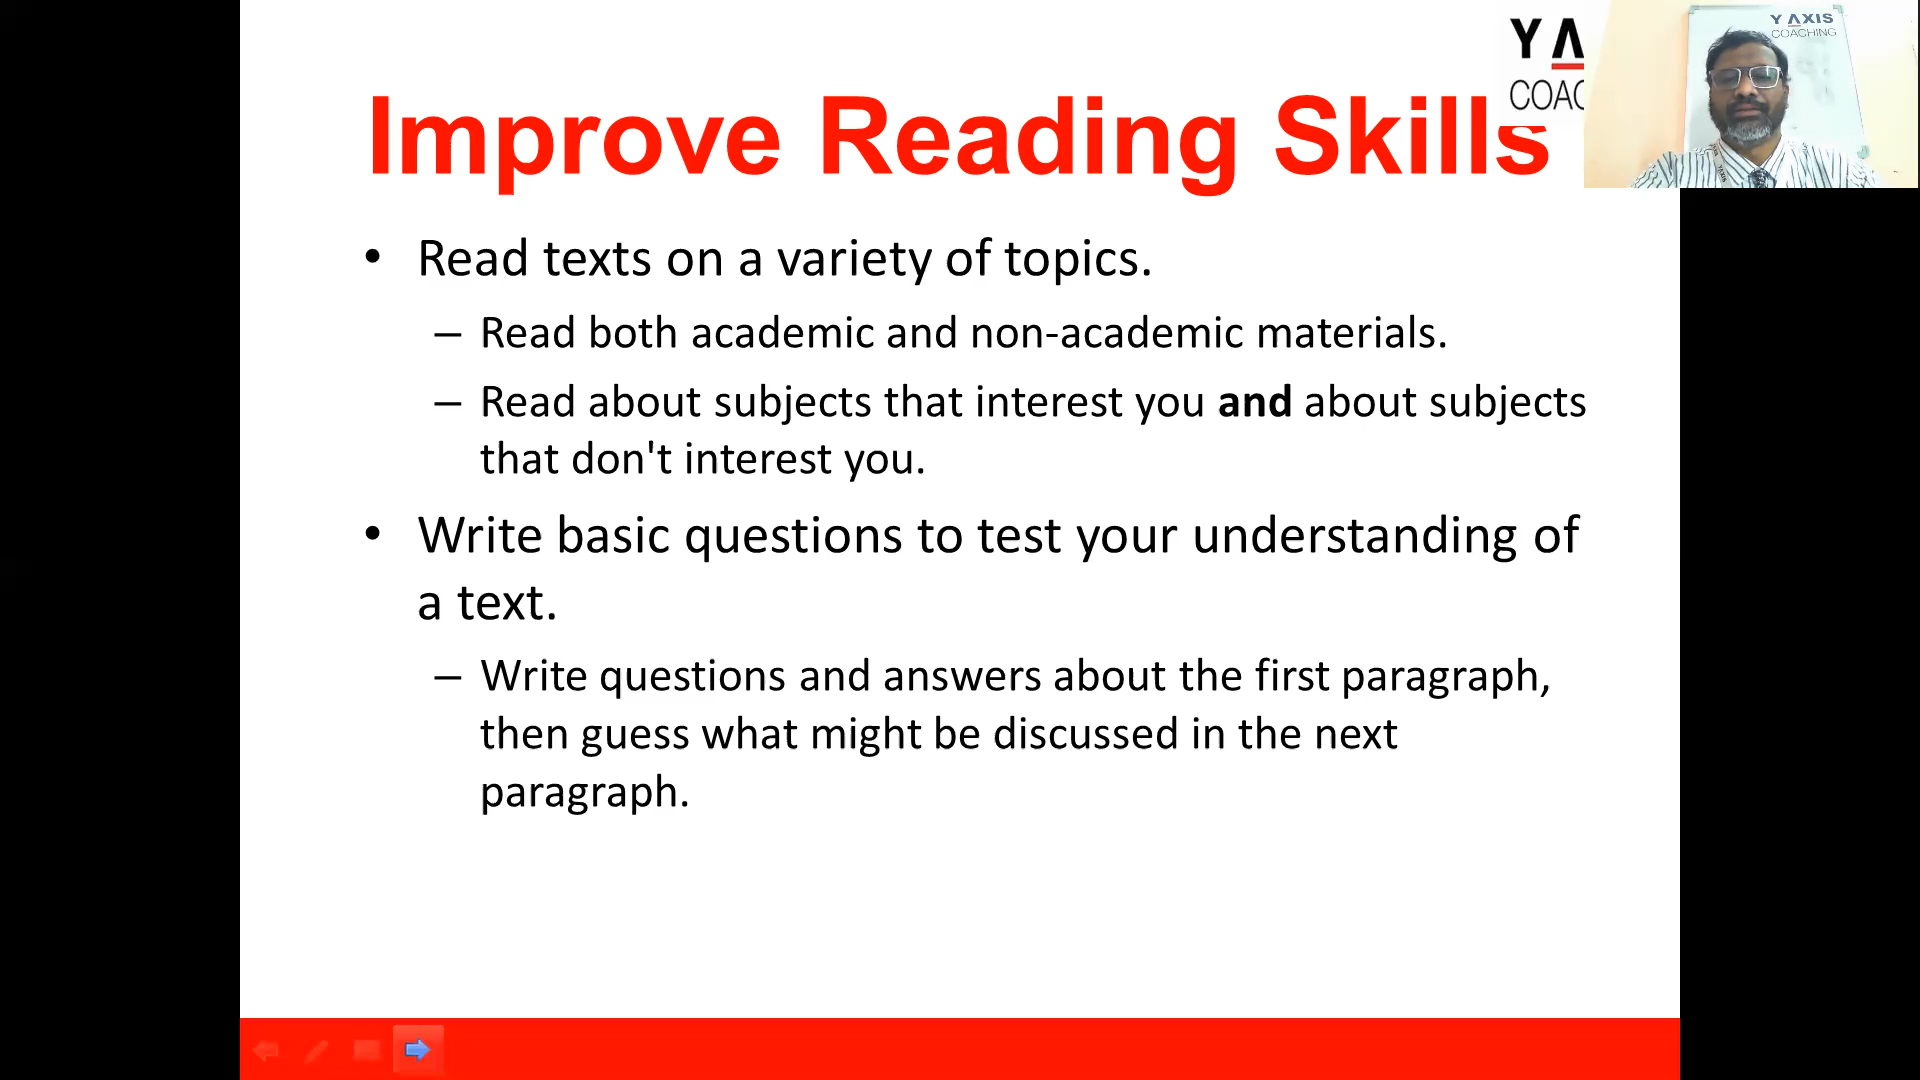 Y Λ
COAC
Y AXIS
COACHING
Improve Reading Skills
• Read texts on a variety of topics.
– Read both academic and non-academic materials.
– Read about subjects that interest you and about subjects
that don't interest you.
• Write basic questions to test your understanding of
a text.
– Write questions and answers about the first paragraph,
then guess what might be discussed in the next
paragraph.